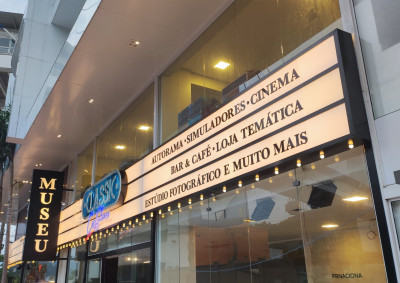 MUSEU
CLASSIC
AUTORAMA • SIMULADORES • CINEMA
BAR & CAFÉ • LOJA TEMÁTICA
ESTÚDIO FOTOGRÁFICO E MUITO MAIS